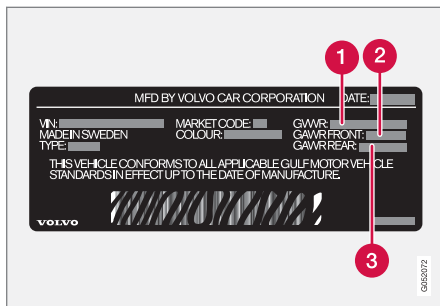 1
2
MFD BY VOLVO CAR CORPORATION DATE:
VIN: MARKET CODE: GVWR:
MADE IN SWEDEN COLOUR: GAWR FRONT:
TYPE: GAWR REAR:
THIS VEHICLE CONFORMS TO ALL APPLICABLE GULF MOTOR VEHICLE
STANDARDS IN EFFECT UP TO THE DATE OF MANUFACTURE.
VOLVO
3
G052072